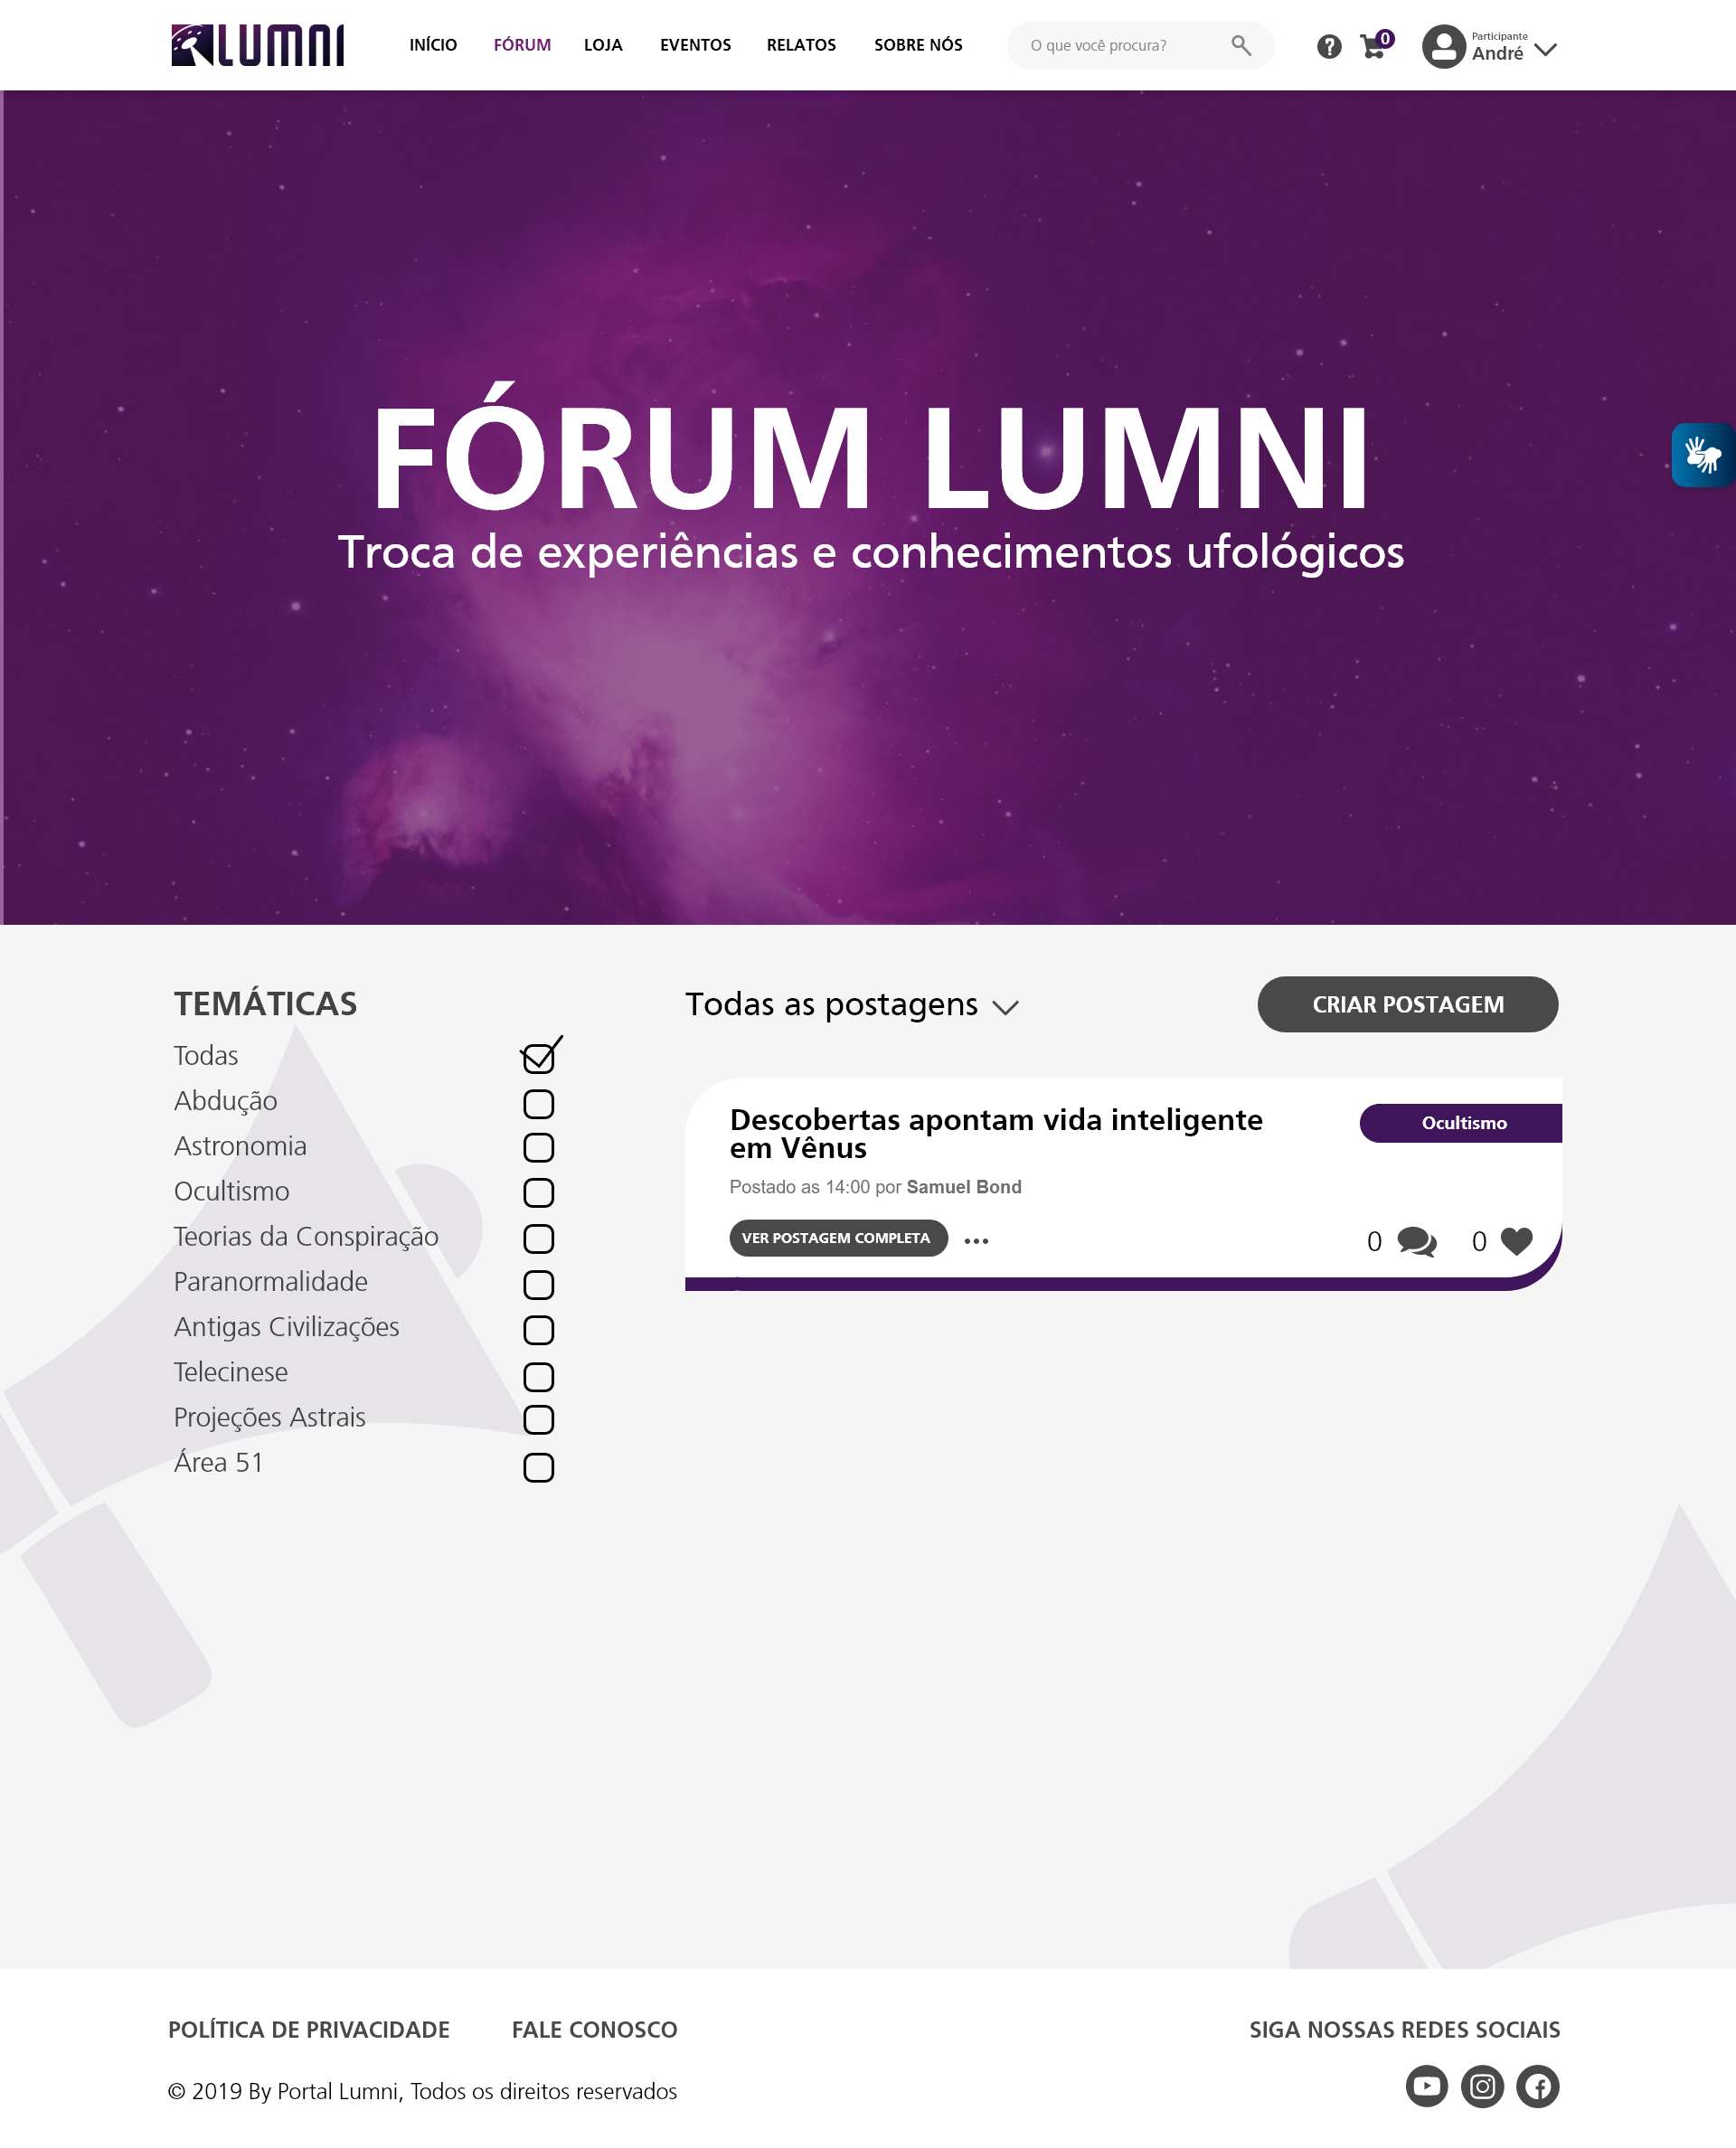 LUMNI
INÍCIO
FÓRUM
LOJA
EVENTOS
RELATOS
SOBRE NÓS
O que você procura?
?
0
Participante
André
FÓRUM LUMNI
Troca de experiências e conhecimentos ufológicos
TEMÁTICAS
Todas
Abdução
Astronomia
Ocultismo
Teorias da Conspiração
Paranormalidade
Antigas Civilizações
Telecinese
Projeções Astrais
Área 51
Todas as postagens
CRIAR POSTAGEM
Descobertas apontam vida inteligente
em Vênus
Ocultismo
Postado as 14:00 por Samuel Bond
VER POSTAGEM COMPLETA
0
0
POLÍTICA DE PRIVACIDADE
FALE CONOSCO
SIGA NOSSAS REDES SOCIAIS
© 2019 By Portal Lumni, Todos os direitos reservados